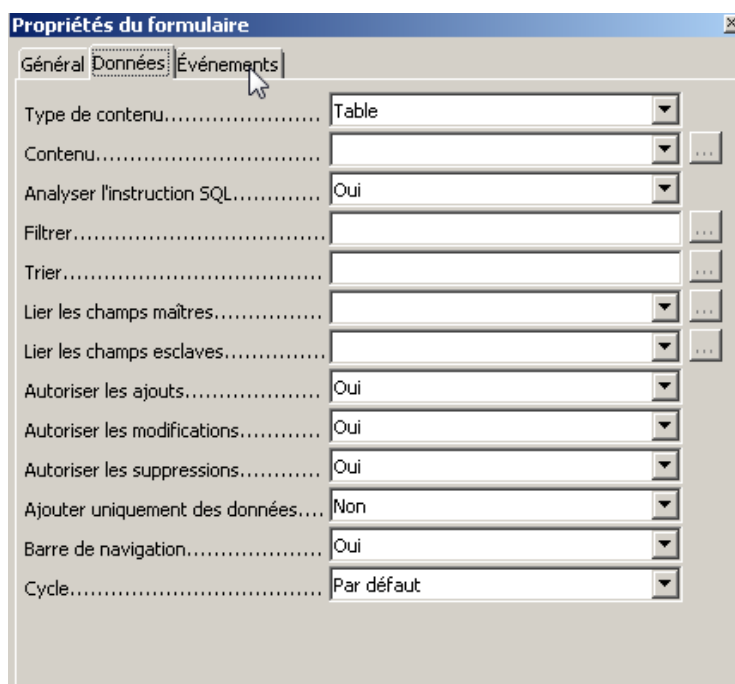 Propriétés du formulaire
Général Données Événements
Type de contenu....................... Table
Contenu................................. ...
Analyser l'instruction SQL............. Oui
Filtrer.................................... ...
Trier..................................... ...
Lier les champs maîtres................ ...
Lier les champs esclaves............... ...
Autoriser les ajouts.................... Oui
Autoriser les modifications............ Oui
Autoriser les suppressions............. Oui
Ajouter uniquement des données.... Non
Barre de navigation.................... Oui
Cycle.................................... Par défaut